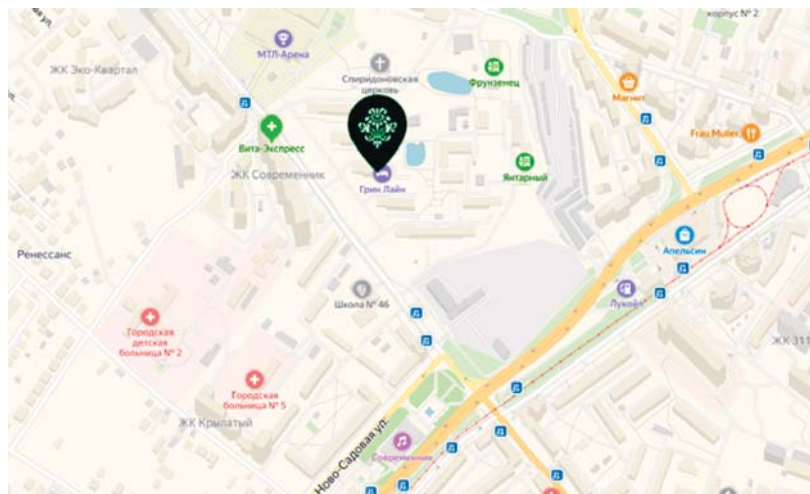 корпус № 2
МТЛ-Арена
ЖК Эко-Квартал
Спиридоновская
церковь
Фрунзенец
Магнит
Frau Muller
Вита-Экспресс
ЖК Современник
Грин Лайн
Янтарный
Апельсин
Ренессанс
Школа № 46
Лукойл
Городская
детская
больница № 2
ЖК 311
Городская
больница № 5
ЖК Крылатый
Ново-Садовая ул.
Современник